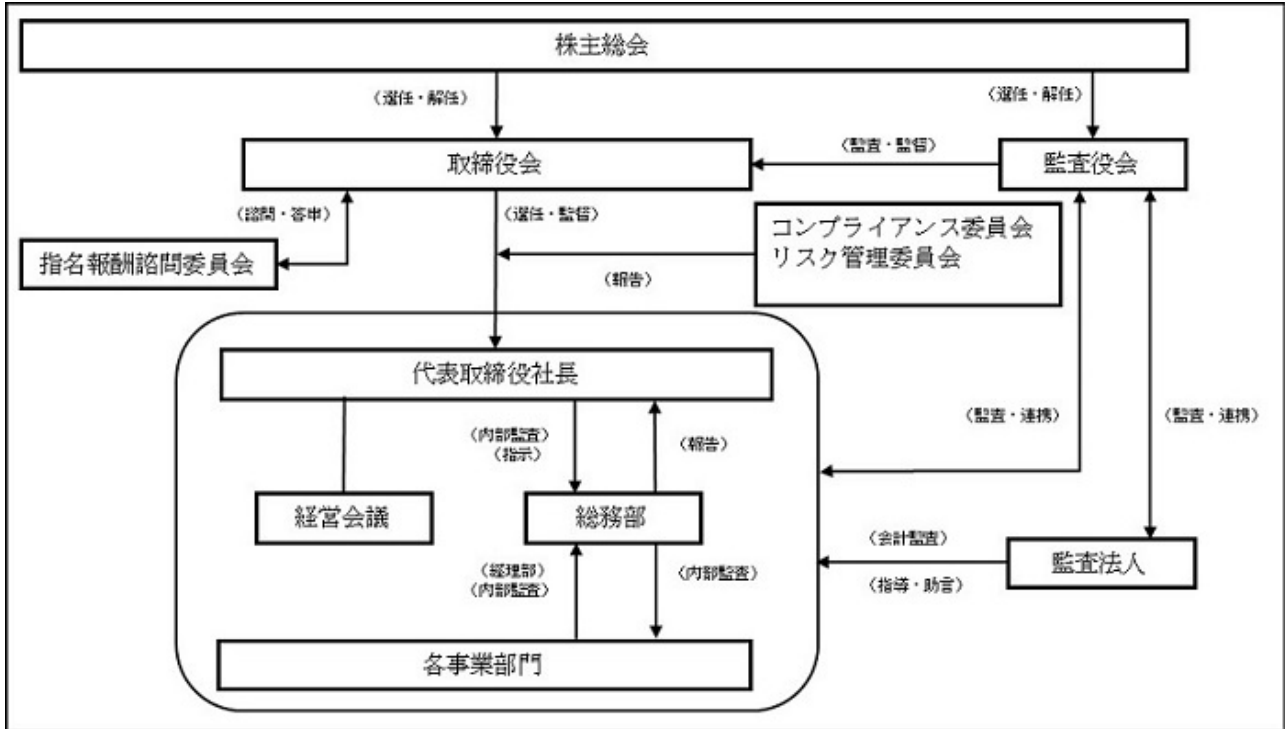 株主総会
（選任・解任）
（選任・解任）
取締役会
（監査・監督）
監査役会
（諮問・答申）
（選任・監督）
コンプライアンス委員会
リスク管理委員会
指名報酬諮問委員会
（報告）
代表取締役社長
（内部監査）
（指示）
（報告）
（監査・連携）
（監査・連携）
経営会議
総務部
（会計監査）
（経理部）
（内部監査）
（内部監査）
監査法人
（指導・助言）
各事業部門